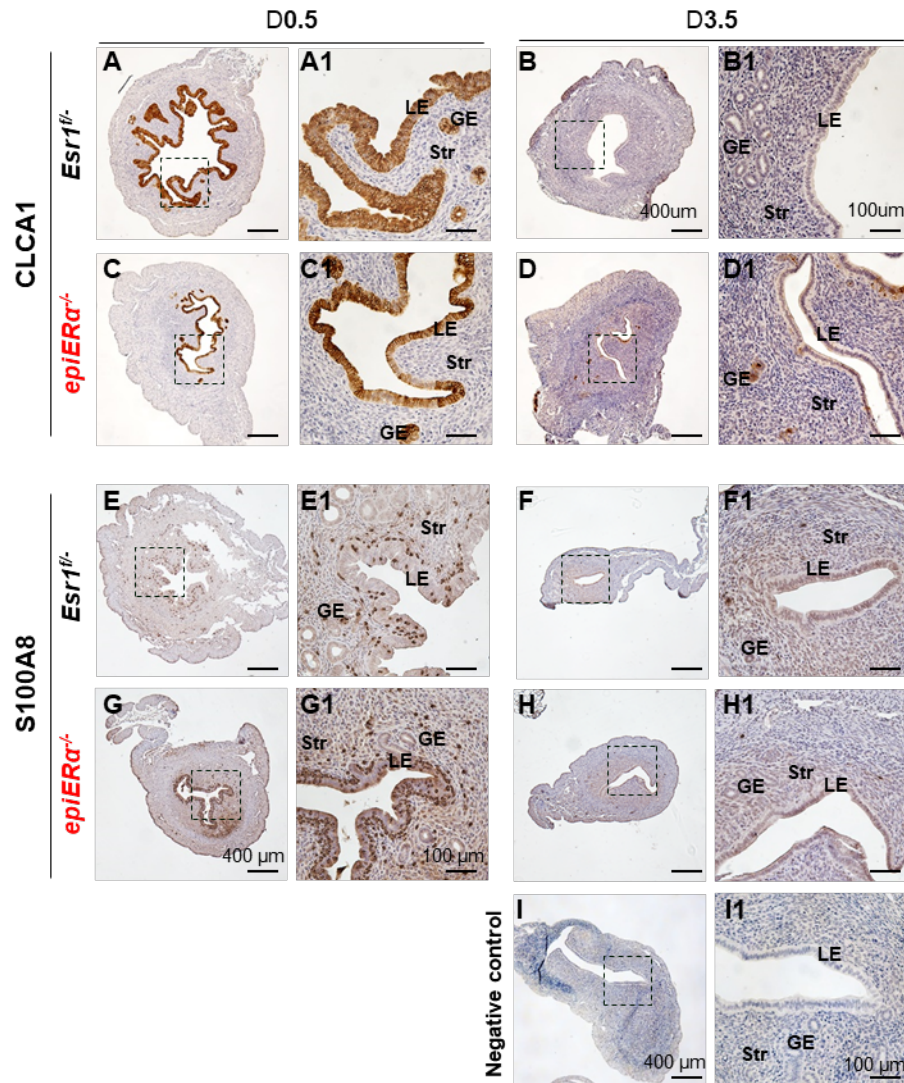 D0.5 D3.5
A A1 B B1
LE GE Str LE GE Str
400um 100um
Esr1f/-
CLCA1
C C1 D D1
LE Str GE LE GE Str
epiERα-/-
E E1 F F1
Str LE GE Str LE GE
Esr1f/-
S100A8
G G1 H H1
Str GE LE GE Str LE
400 µm 100 µm
epiERα-/-
I I1
LE
Str GE
400 µm 100 µm
Negative control